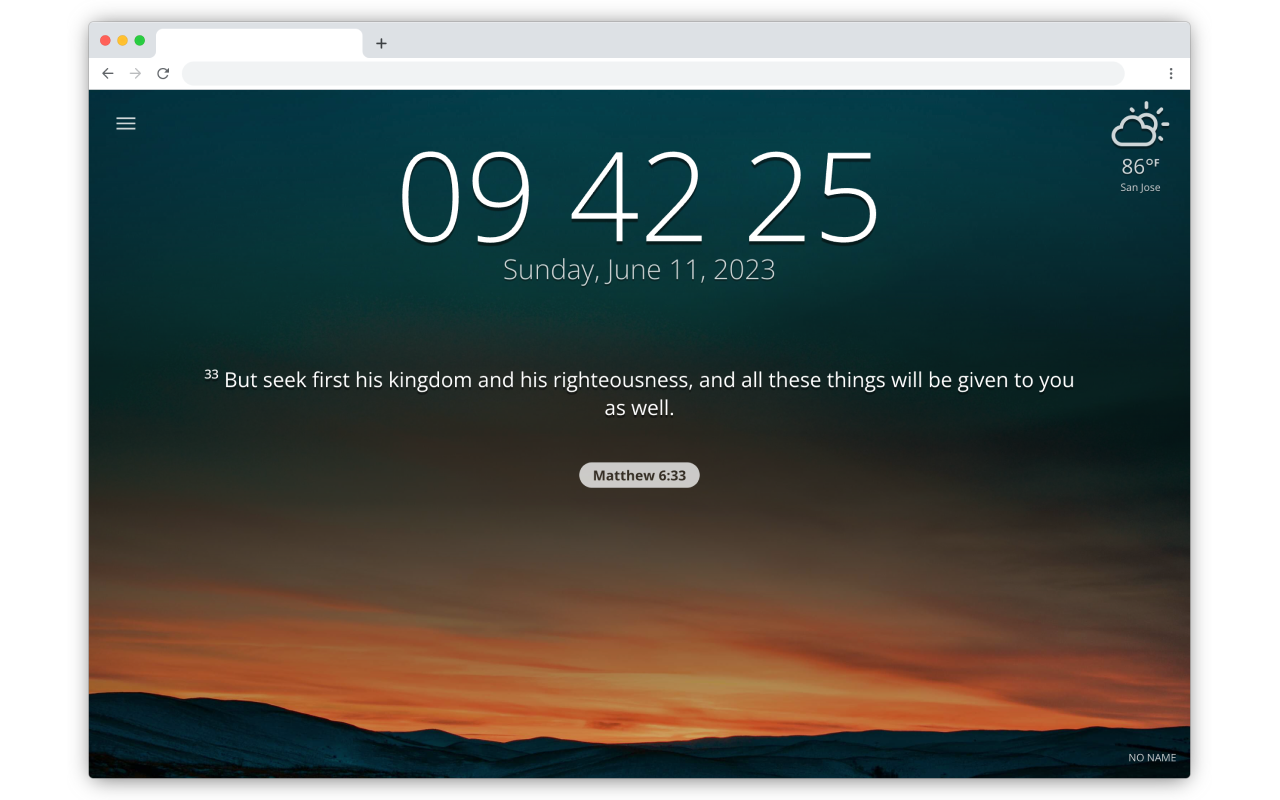 09 42 25
86°F
San Jose
Sunday, June 11, 2023
33 But seek first his kingdom and his righteousness, and all these things will be given to you
as well.
Matthew 6:33
NO NAME